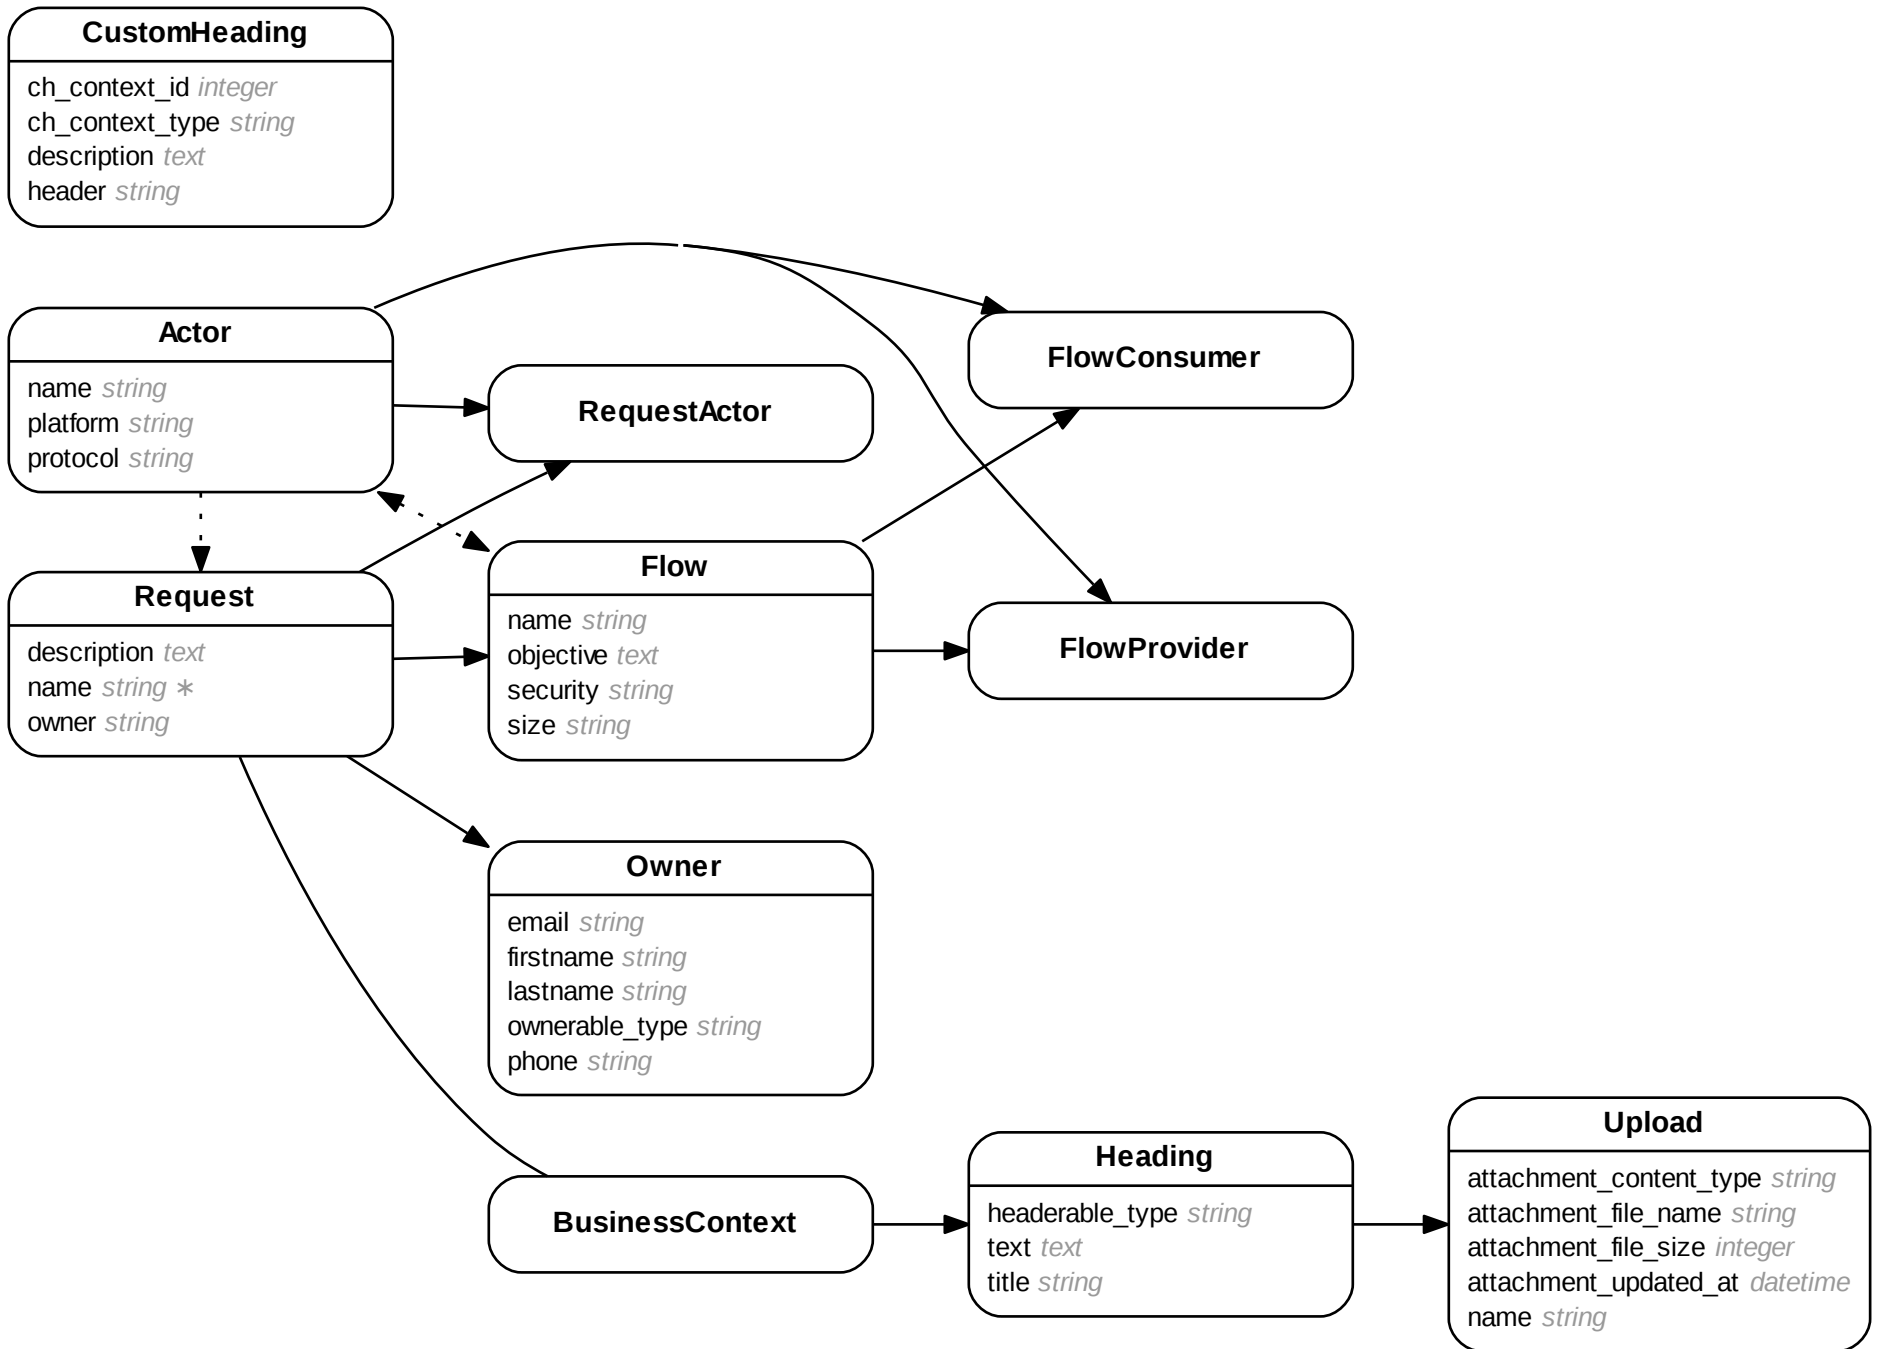 CustomHeading
ch_context_id integer
ch_context_type string
description text
header string
Actor
name string
platform string
protocol string
RequestActor
FlowConsumer
Request
description text
name string ∗
owner string
Flow
name string
objective text
security string
size string
FlowProvider
Owner
email string
firstname string
lastname string
ownerable_type string
phone string
BusinessContext
Heading
headerable_type string
text text
title string
Upload
attachment_content_type string
attachment_file_name string
attachment_file_size integer
attachment_updated_at datetime
name string